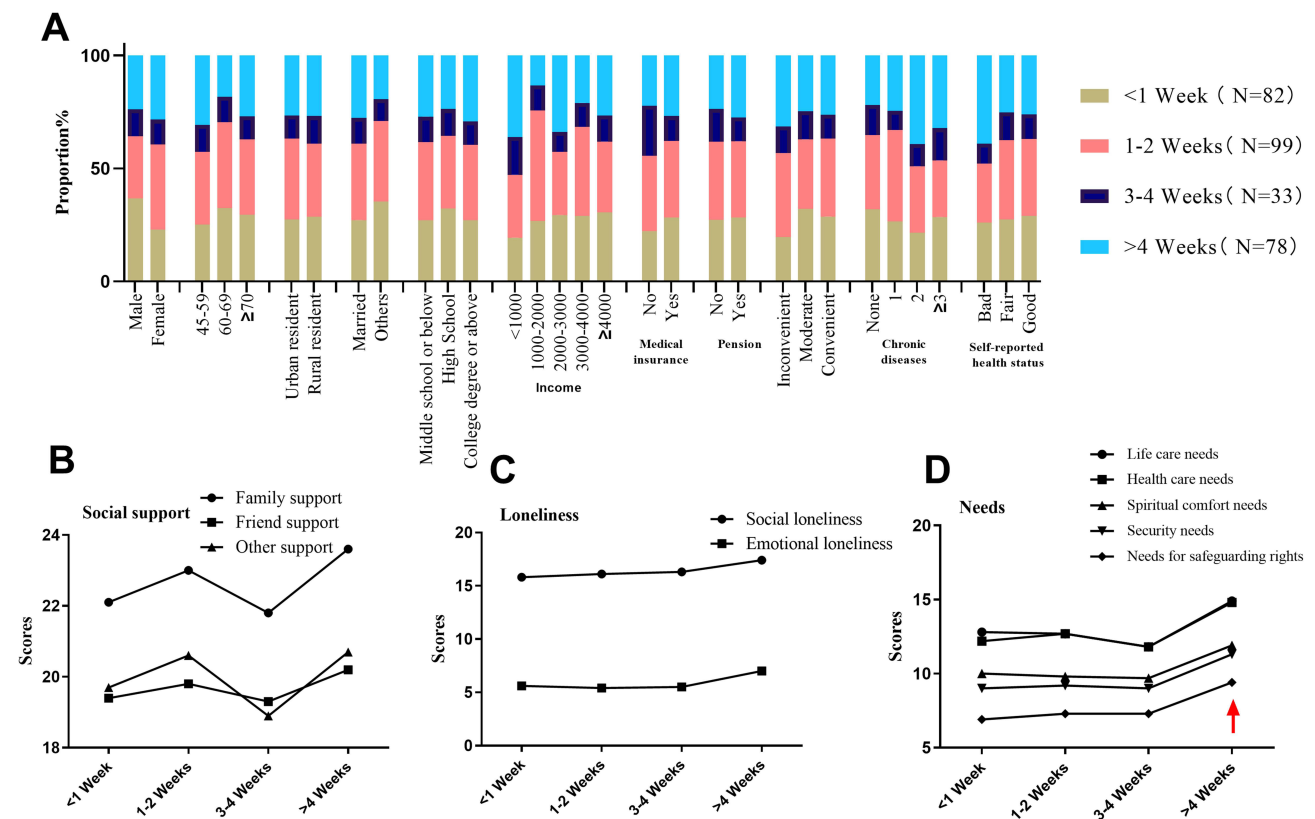 A
Proportion%
100
50
0
<1 Week ( N=82)
1-2 Weeks( N=99)
3-4 Weeks( N=33)
>4 Weeks( N=78)
Male
Female
45-59
60-69
≥70
Urban resident
Rural resident
Married
Others
Middle school or below
High School
College degree or above
<1000
1000-2000
2000-3000
3000-4000
≥4000
Income
No
Yes
Medical
insurance
No
Yes
Pension
Inconvenient
Moderate
Convenient
None
1
2
≥3
Chronic
diseases
Bad
Fair
Good
Self-reported
health status
B
Social support
Family support
Friend support
Other support
Scores
24
22
20
18
<1 Week
1-2 Weeks
3-4 Weeks
>4 Weeks
C
Loneliness
Social loneliness
Emotional loneliness
Scores
20
15
10
5
0
<1 Week
1-2 Weeks
3-4 Weeks
>4 Weeks
D
Needs
Life care needs
Health care needs
Spiritual comfort needs
Security needs
Needs for safeguarding rights
Scores
20
15
10
5
<1 Week
1-2 Weeks
3-4 Weeks
>4 Weeks